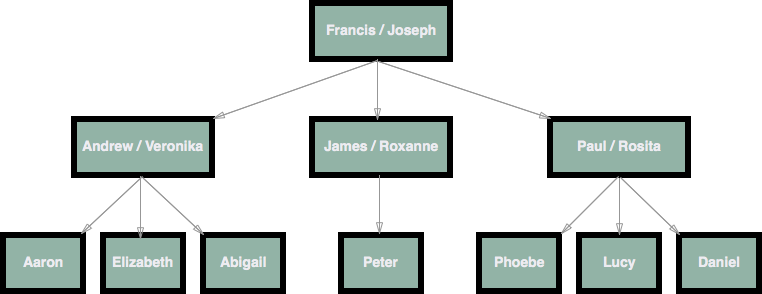 Francis / Joseph
Andrew / Veronika
James / Roxanne
Paul / Rosita
Aaron
Elizabeth
Abigail
Peter
Phoebe
Lucy
Daniel